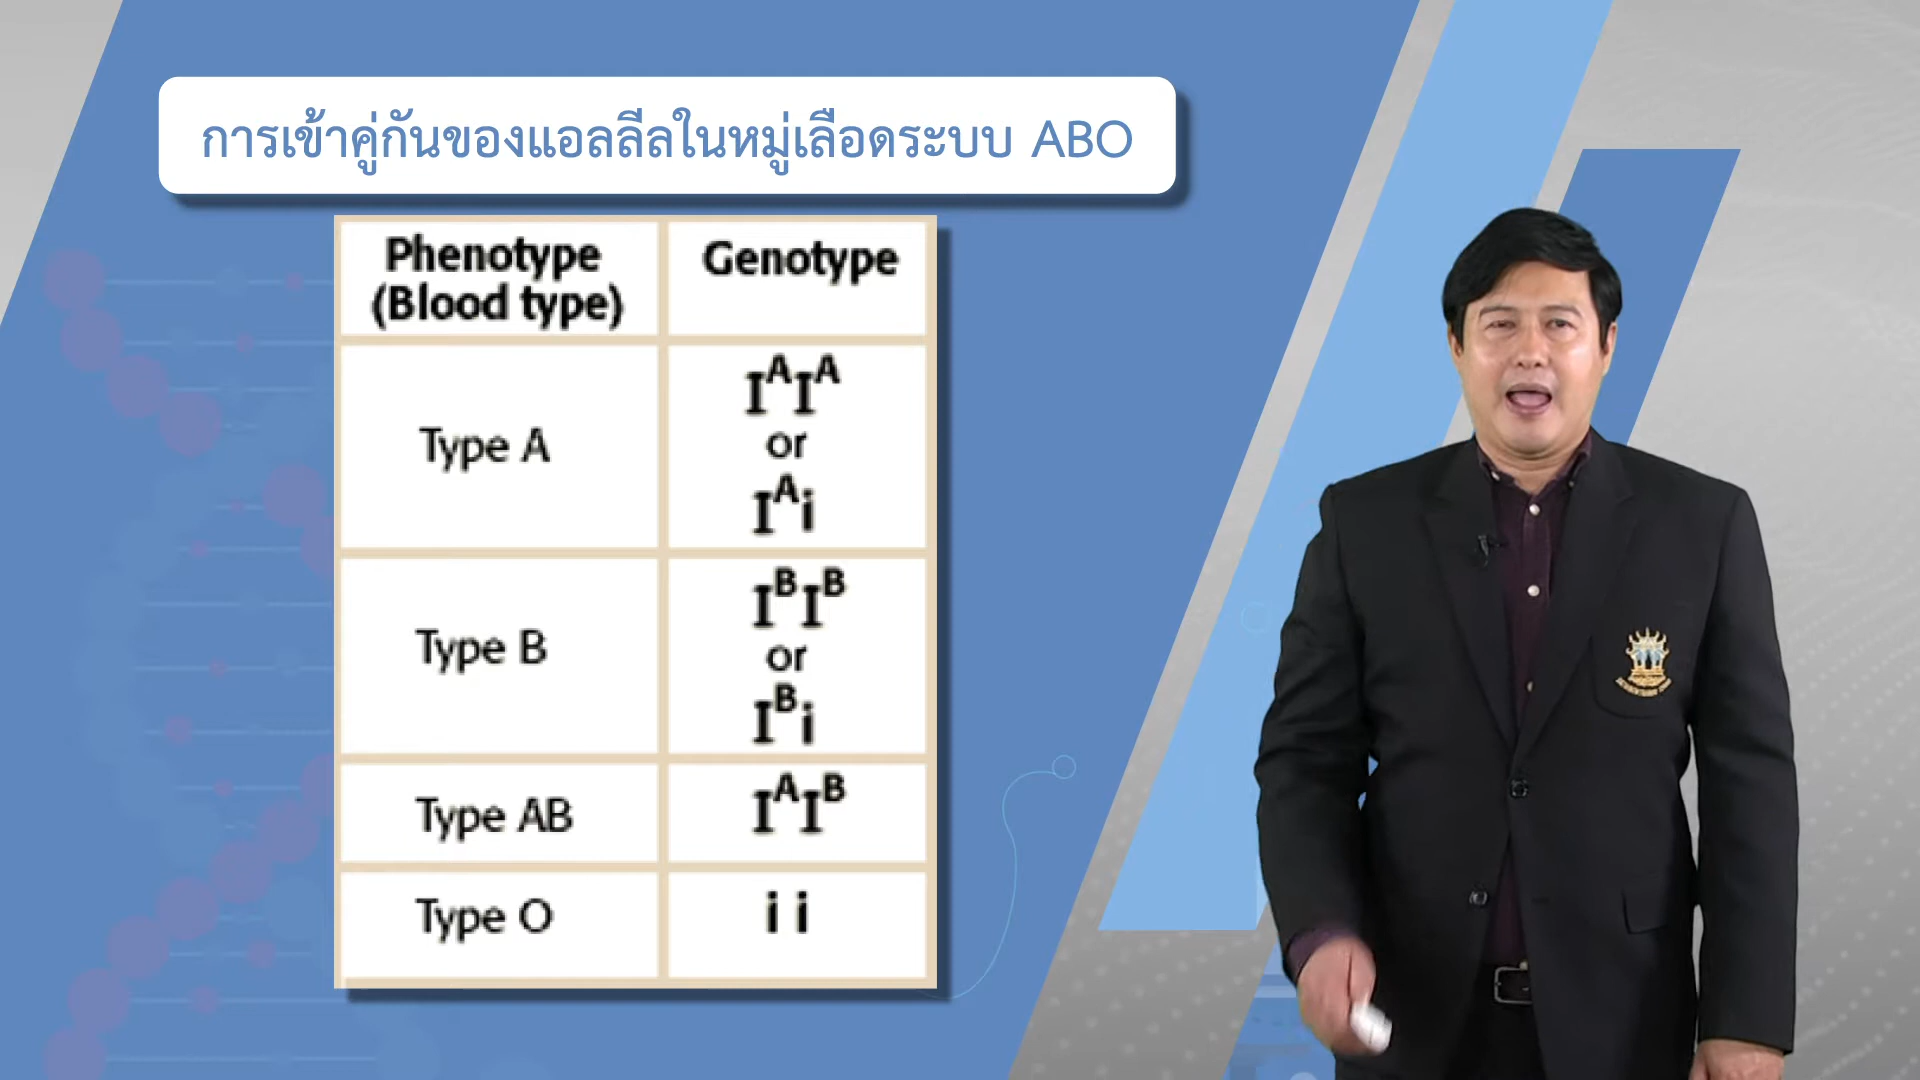 การเข้าคู่กันของแอลลีลในหมู่เลือดระบบ ABO
Phenotype
(Blood type)
Genotype
Type A
IᴬIᴬ
or
Iᴬi
Type B
IᴮIᴮ
or
Iᴮi
Type AB
IᴬIᴮ
Type O
i i